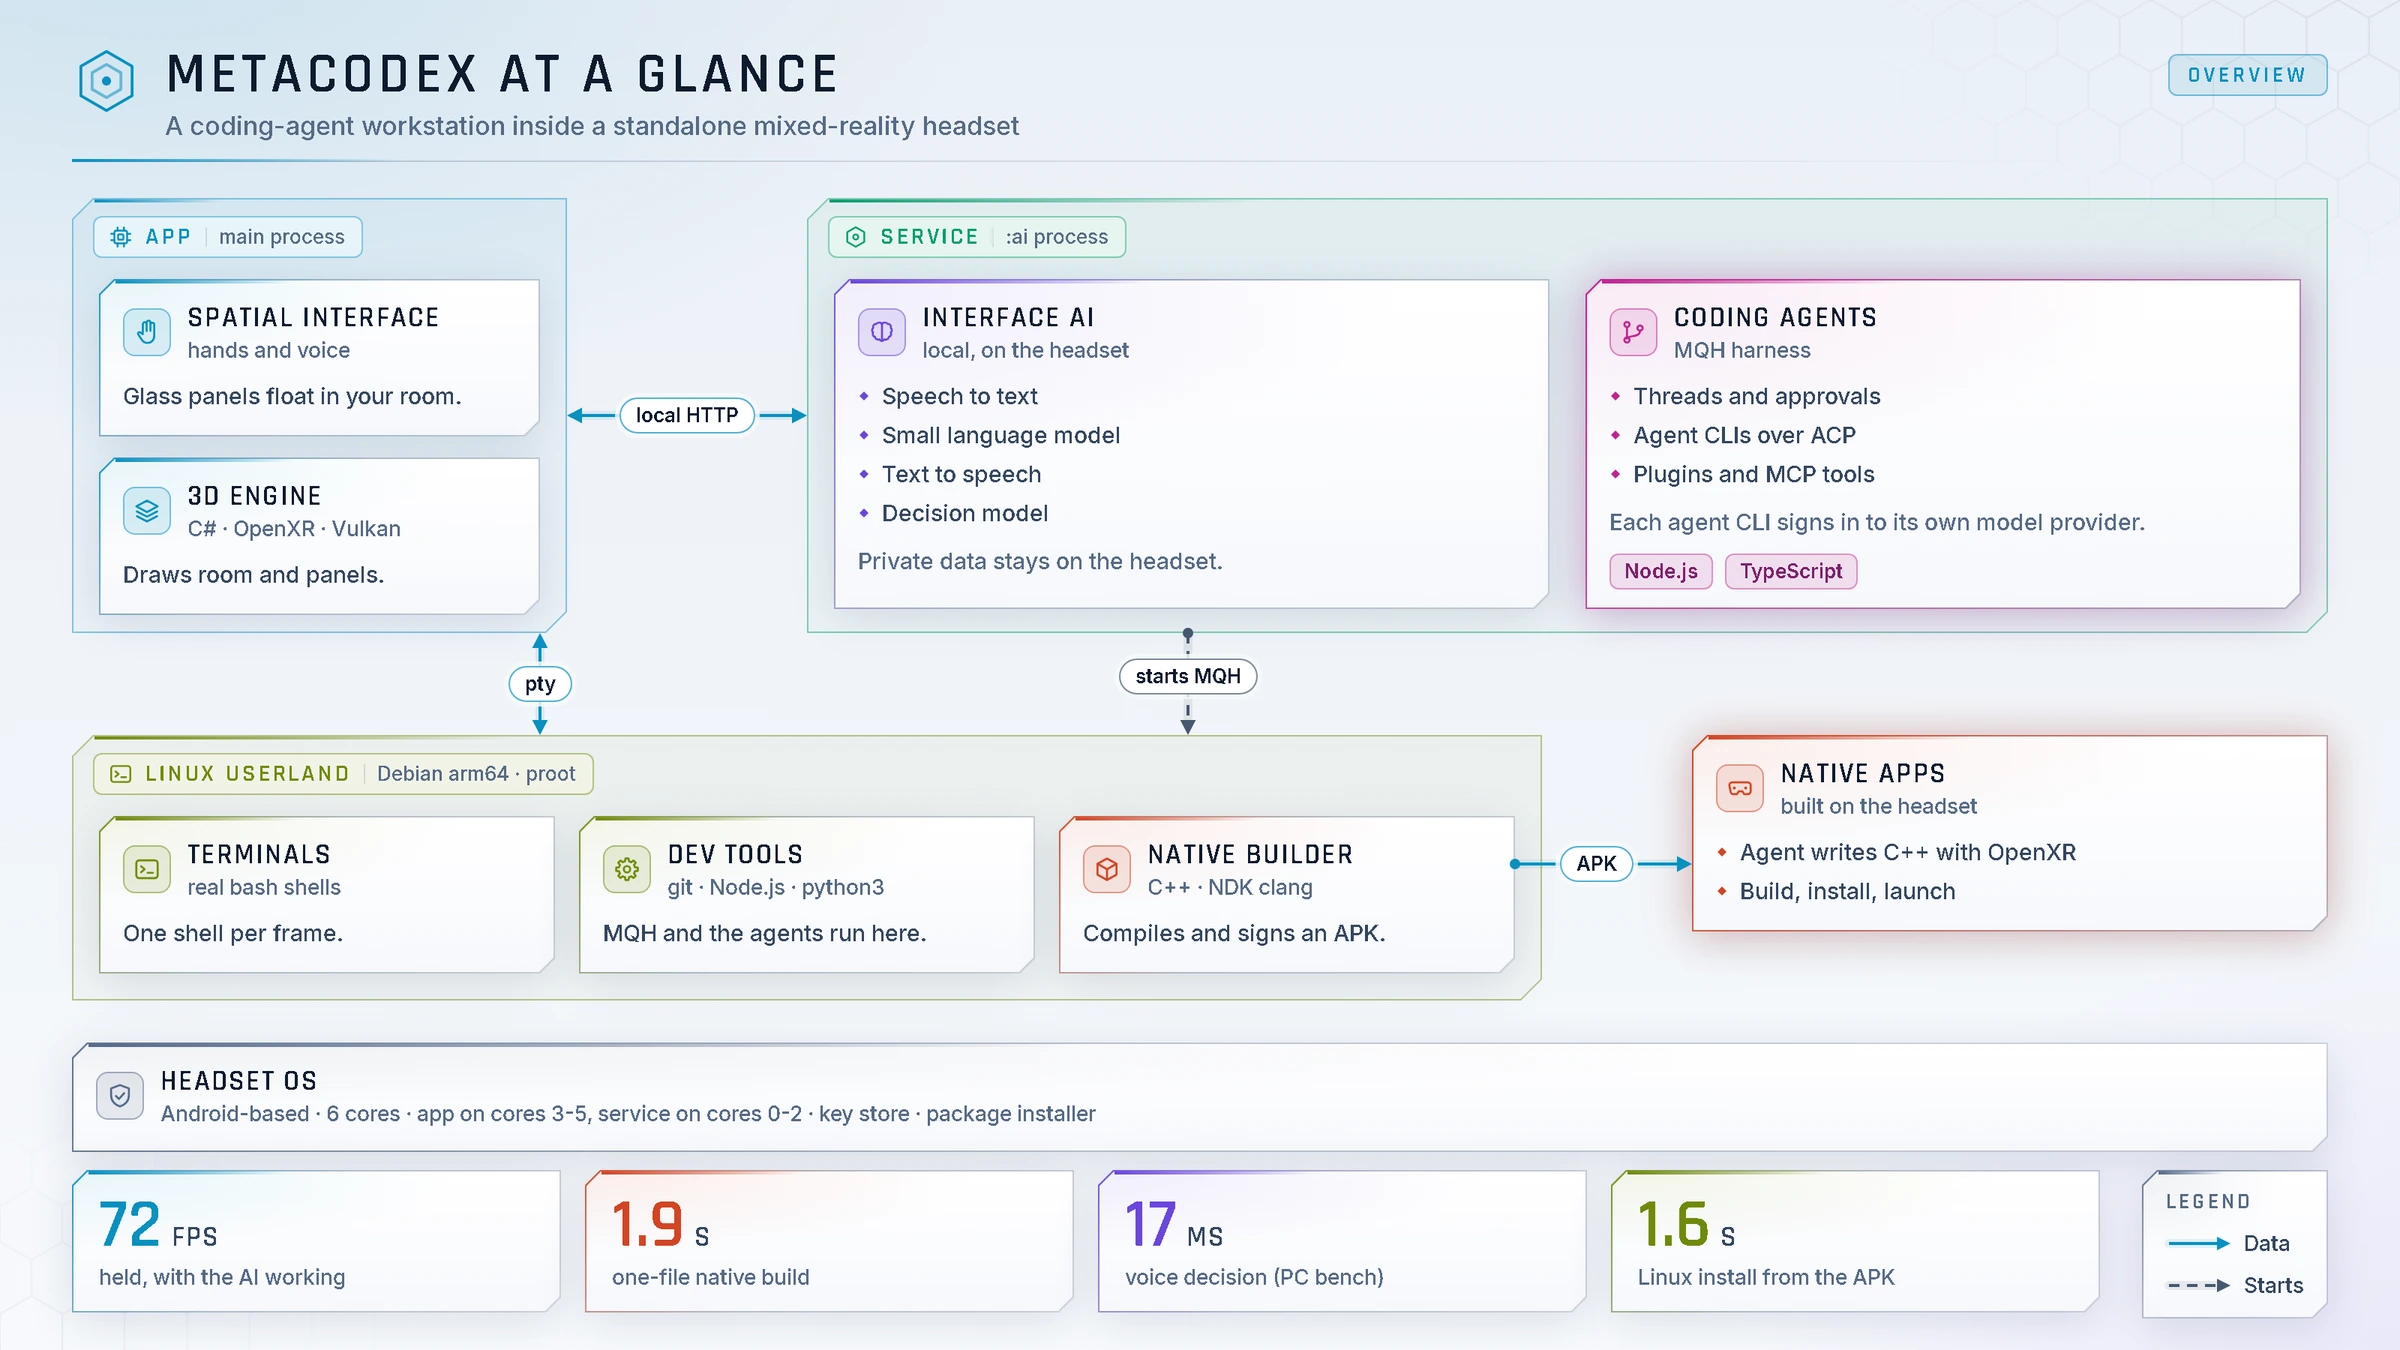 METACODEX AT A GLANCE
A coding-agent workstation inside a standalone mixed-reality headset
OVERVIEW
APP | main process
SPATIAL INTERFACE
hands and voice
Glass panels float in your room.
3D ENGINE
C# · OpenXR · Vulkan
Draws room and panels.
local HTTP
SERVICE | :ai process
INTERFACE AI
local, on the headset
Speech to text
Small language model
Text to speech
Decision model
Private data stays on the headset.
CODING AGENTS
MQH harness
Threads and approvals
Agent CLIs over ACP
Plugins and MCP tools
Each agent CLI signs in to its own model provider.
Node.js
TypeScript
pty
starts MQH
LINUX USERLAND | Debian arm64 · proot
TERMINALS
real bash shells
One shell per frame.
DEV TOOLS
git · Node.js · python3
MQH and the agents run here.
NATIVE BUILDER
C++ · NDK clang
Compiles and signs an APK.
APK
NATIVE APPS
built on the headset
Agent writes C++ with OpenXR
Build, install, launch
HEADSET OS
Android-based · 6 cores · app on cores 3-5, service on cores 0-2 · key store · package installer
72 FPS
held, with the AI working
1.9 S
one-file native build
17 MS
voice decision (PC bench)
1.6 S
Linux install from the APK
LEGEND
Data
Starts